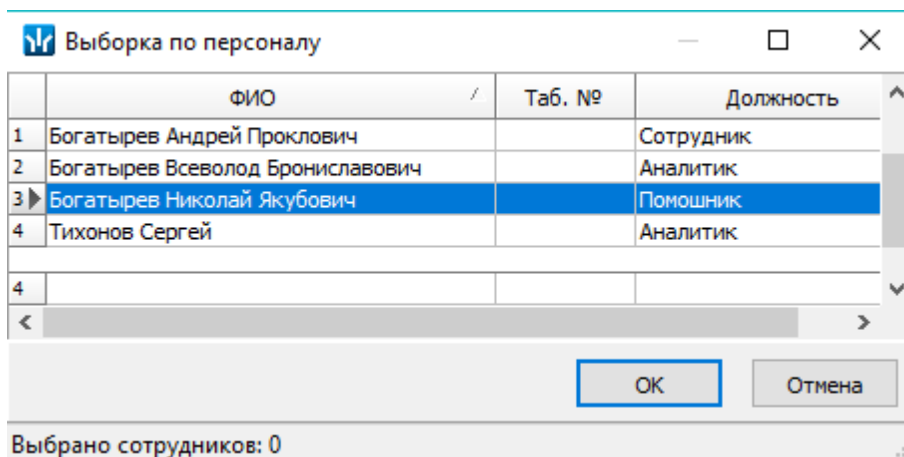 Выборка по персоналу
ФИО Таб. № Должность
1 Богатырев Андрей Проклович Сотрудник
2 Богатырев Всеволод Брониславович Аналитик
3 Богатырев Николай Якубович Помошник
4 Тихонов Сергей Аналитик
4
ОК Отмена
Выбрано сотрудников: 0